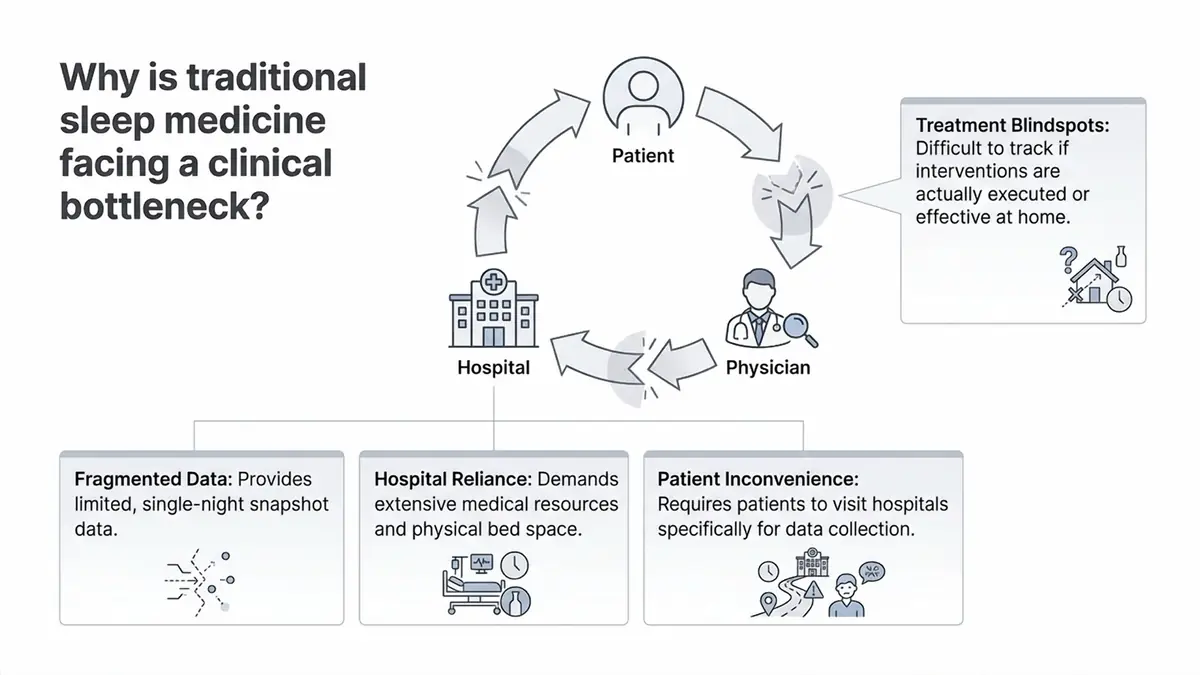 Why is traditional
sleep medicine
facing a clinical
bottleneck?
Patient
Treatment Blindspots:
Difficult to track if
interventions are
actually executed or
effective at home.
?
Hospital
Physician
Fragmented Data: Provides
limited, single-night snapshot
data.
Hospital Reliance: Demands
extensive medical resources
and physical bed space.
Patient Inconvenience:
Requires patients to visit hospitals
specifically for data collection.